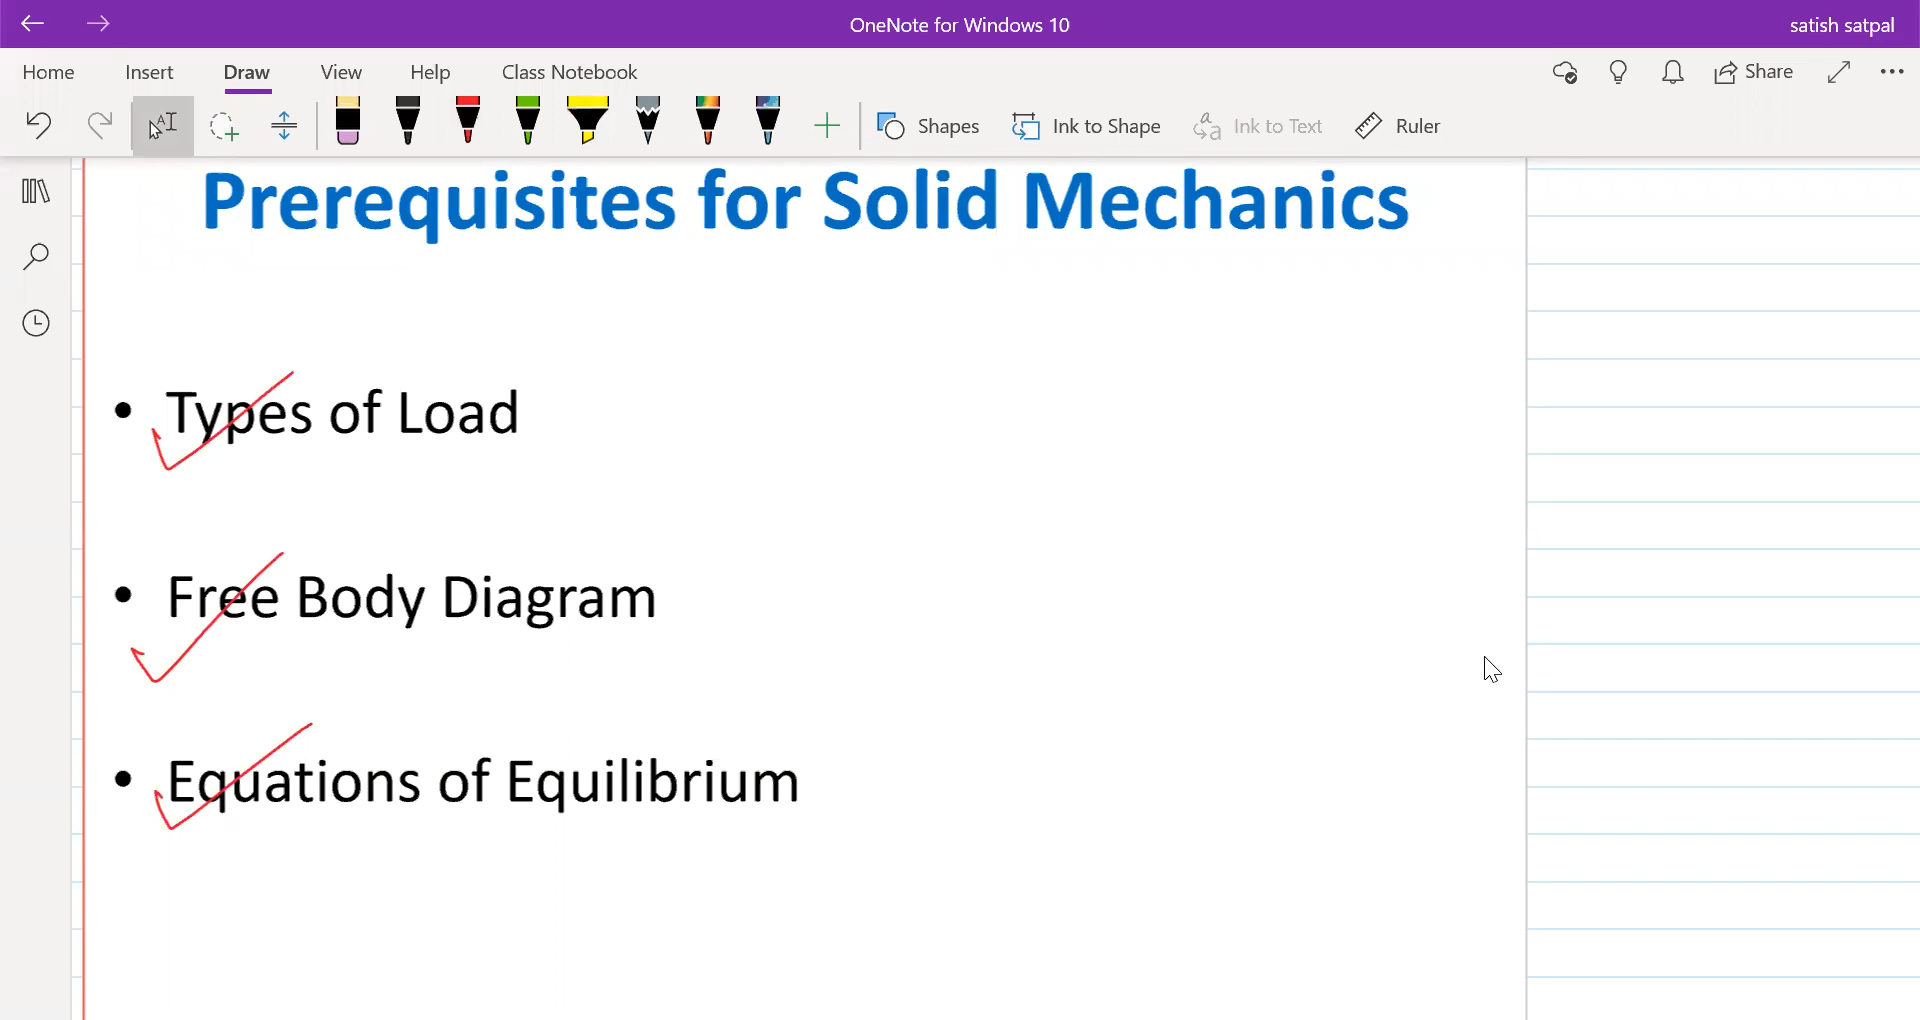 OneNote for Windows 10
satish satpal
Home Insert Draw View Help Class Notebook
Share
Shapes Ink to Shape Ink to Text Ruler
Prerequisites for Solid Mechanics
• Types of Load
• Free Body Diagram
• Equations of Equilibrium